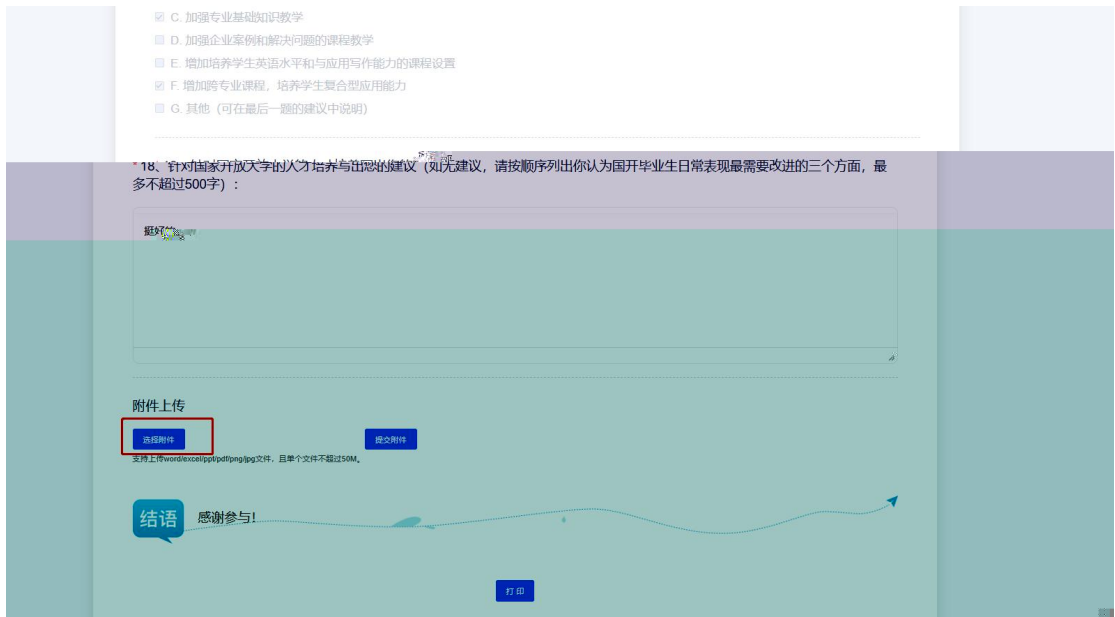 C. 加强专业基础知识教学
D. 加强企业案例和解决问题的课程教学
E. 增加培养学生英语水平和与应用写作能力的课程设置
F. 增加跨专业课程，培养学生复合型应用能力
G. 其他（可在最后一题的建议中说明）
*18、针对国家开放大学的人才培养与
的建议（如无建议，请按顺序列出你认为国开毕业生日常表现最需要改进的三个方面，最
多不超过500字）：
挺好
附件上传
选择附件
提交附件
支持上传word/excel/ppt/pdf/png/jpg文件，且单个文件不超过50M。
结语
感谢参与!
打 印